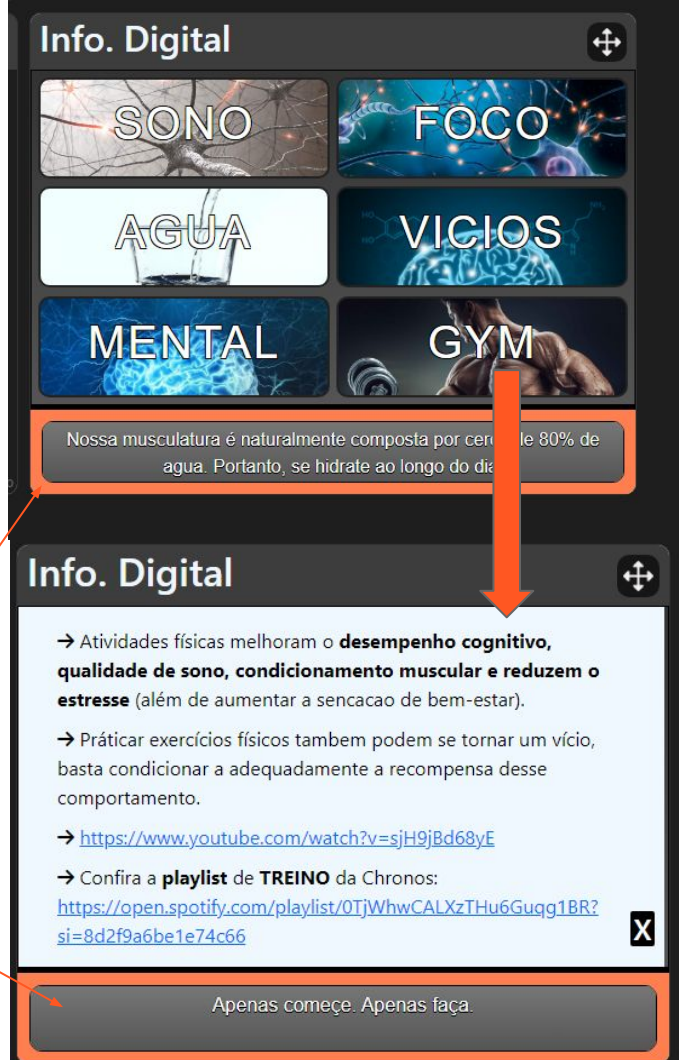 Info. Digital
SONO
FOCO
AGUA
VICIOS
MENTAL
GYM
Nossa musculatura é naturalmente composta por de 80% de
agua. Portanto, se hidrate ao longo do dia
Info. Digital
→ Atividades físicas melhoram o desempenho cognitivo,
qualidade de sono, condicionamento muscular e reduzem o
estresse (além de aumentar a sencacao de bem-estar).
→ Práticar exercícios físicos tambem podem se tornar um vício,
basta condicionar a adequadamente a recompensa desse
comportamento.
→ https://www.youtube.com/watch?v=sjH9jBd68yE
→ Confira a playlist de TREINO da Chronos:
https://open.spotify.com/playlist/0TjWhwCALXzTHu6Guqg1BR?
si=8d2f9a6be1e74c66
X
Apenas começe. Apenas faça.